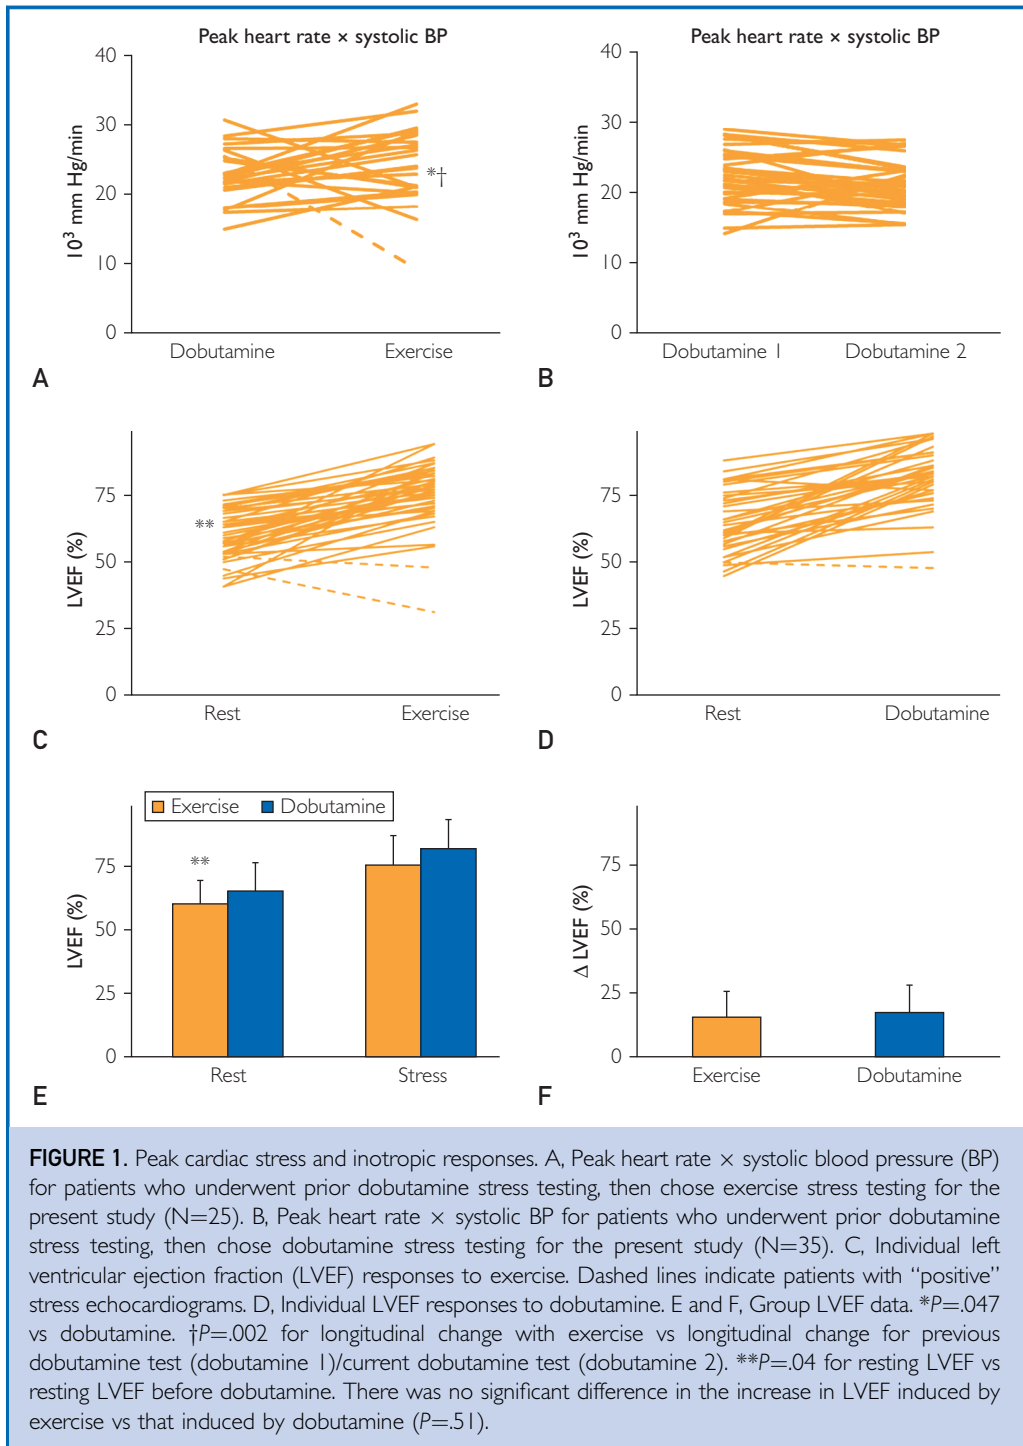 Peak heart rate × systolic BP
40
30
20
10
0
10³ mm Hg/min
*†
Dobutamine Exercise
A
Peak heart rate × systolic BP
40
30
20
10
0
10³ mm Hg/min
Dobutamine 1 Dobutamine 2
B
75
50
25
0
LVEF (%)
**
Rest Exercise
C
75
50
25
0
LVEF (%)
Rest Dobutamine
D
Exercise Dobutamine
75
50
25
0
LVEF (%)
**
Rest Stress
E
75
50
25
0
Δ LVEF (%)
Exercise Dobutamine
F
FIGURE 1. Peak cardiac stress and inotropic responses. A, Peak heart rate × systolic blood pressure (BP)
for patients who underwent prior dobutamine stress testing, then chose exercise stress testing for the
present study (N=25). B, Peak heart rate × systolic BP for patients who underwent prior dobutamine
stress testing, then chose dobutamine stress testing for the present study (N=35). C, Individual left
ventricular ejection fraction (LVEF) responses to exercise. Dashed lines indicate patients with “positive”
stress echocardiograms. D, Individual LVEF responses to dobutamine. E and F, Group LVEF data. *P=.047
vs dobutamine. †P=.002 for longitudinal change with exercise vs longitudinal change for previous
dobutamine test (dobutamine 1)/current dobutamine test (dobutamine 2). **P=.04 for resting LVEF vs
resting LVEF before dobutamine. There was no significant difference in the increase in LVEF induced by
exercise vs that induced by dobutamine (P=.51).